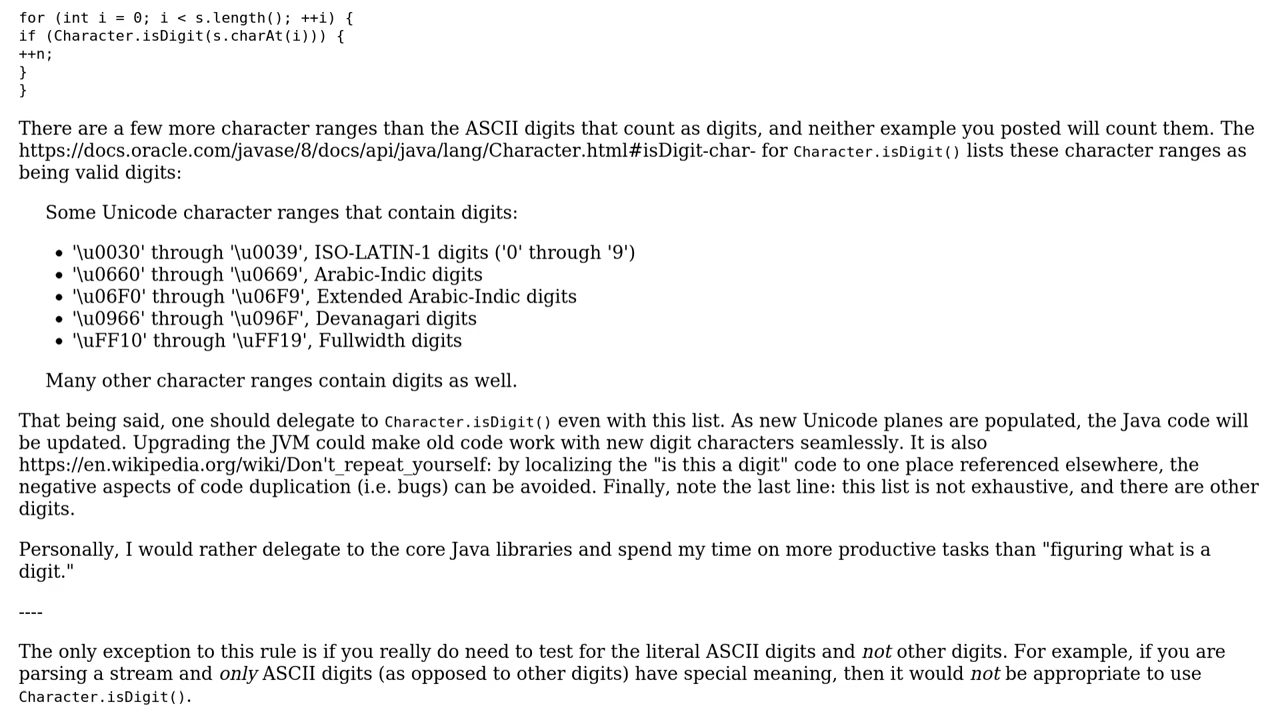 for (int i = 0; i < s.length(); ++i) {
if (Character.isDigit(s.charAt(i))) {
++n;
}
}
There are a few more character ranges than the ASCII digits that count as digits, and neither example you posted will count them. The
https://docs.oracle.com/javase/8/docs/api/java/lang/Character.html#isDigit-char- for Character.isDigit() lists these character ranges as
being valid digits:
Some Unicode character ranges that contain digits:
• '\u0030' through '\u0039', ISO-LATIN-1 digits ('0' through '9')
• '\u0660' through '\u0669', Arabic-Indic digits
• '\u06F0' through '\u06F9', Extended Arabic-Indic digits
• '\u0966' through '\u096F', Devanagari digits
• '\uFF10' through '\uFF19', Fullwidth digits
Many other character ranges contain digits as well.
That being said, one should delegate to Character.isDigit() even with this list. As new Unicode planes are populated, the Java code will
be updated. Upgrading the JVM could make old code work with new digit characters seamlessly. It is also
https://en.wikipedia.org/wiki/Don't_repeat_yourself: by localizing the "is this a digit" code to one place referenced elsewhere, the
negative aspects of code duplication (i.e. bugs) can be avoided. Finally, note the last line: this list is not exhaustive, and there are other
digits.
Personally, I would rather delegate to the core Java libraries and spend my time on more productive tasks than "figuring what is a
digit."
----
The only exception to this rule is if you really do need to test for the literal ASCII digits and not other digits. For example, if you are
parsing a stream and only ASCII digits (as opposed to other digits) have special meaning, then it would not be appropriate to use
Character.isDigit().